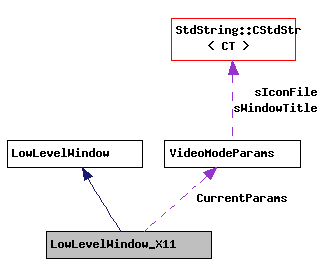 StdString::CStdStr
< CT >
sIconFile
sWindowTitle
LowLevelWindow
VideoModeParams
CurrentParams
LowLevelWindow_X11